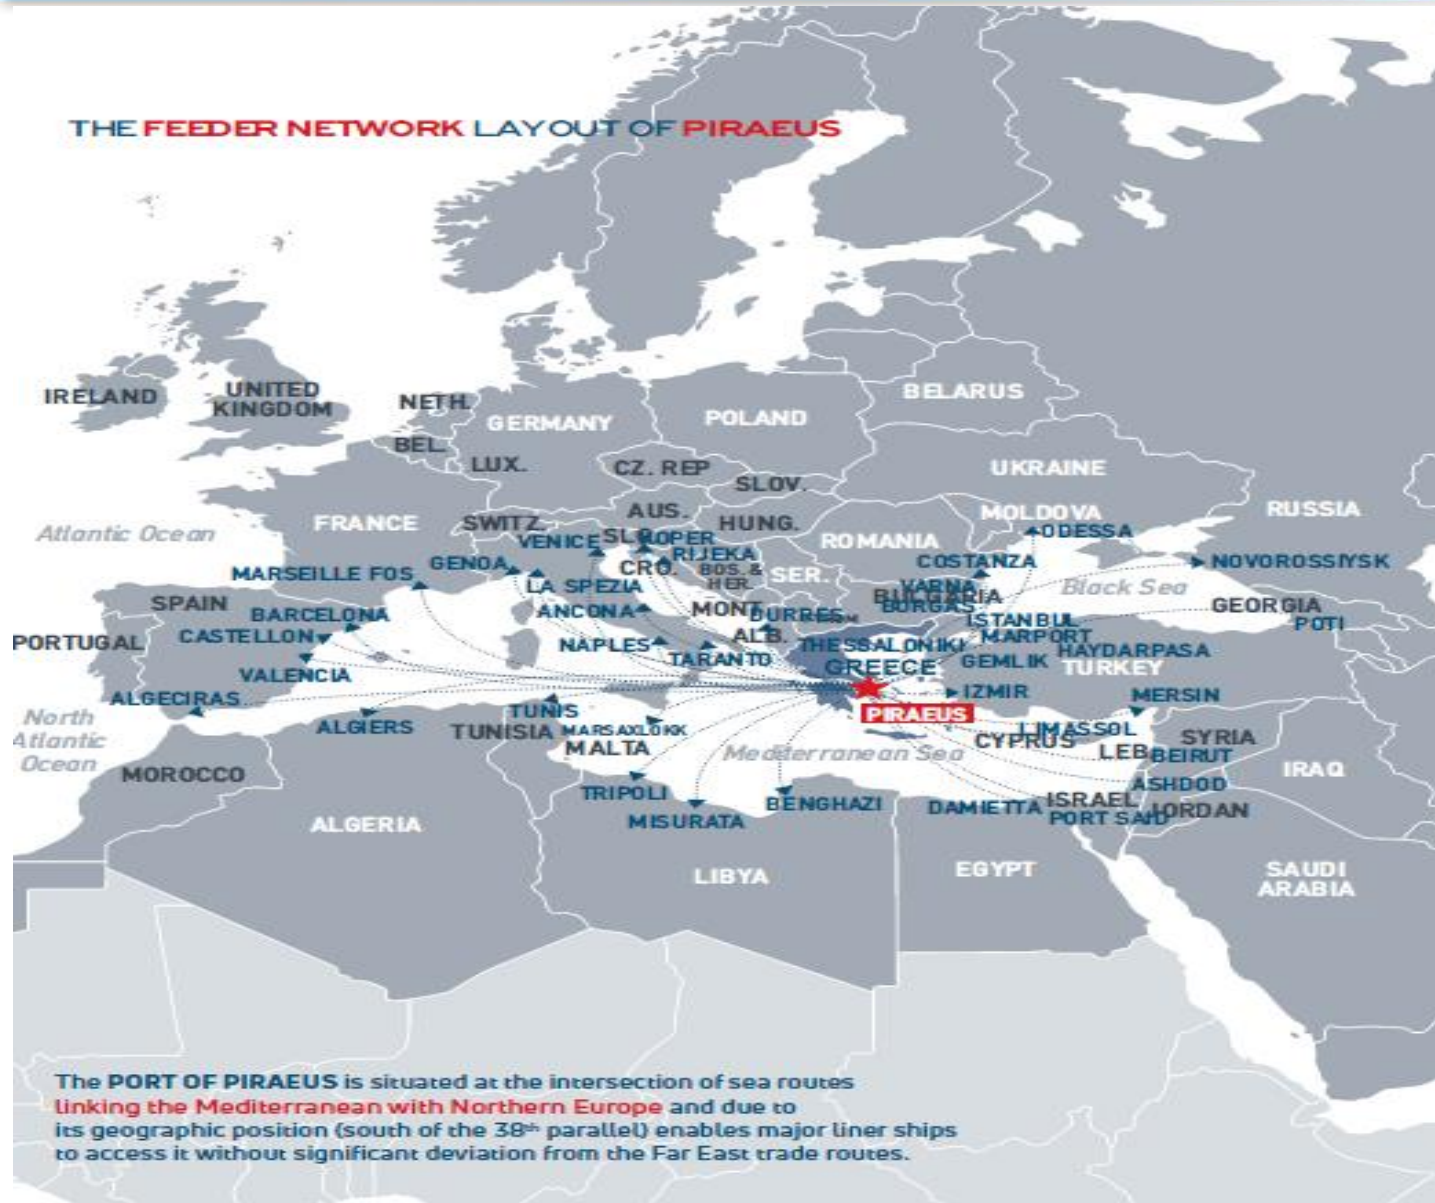 THE FEEDER NETWORK LAYOUT OF PIRAEUS
IRELAND
UNITED
KINGDOM
NETH.
BEL.
LUX.
GERMANY
POLAND
BELARUS
CZ. REP
SLOV.
UKRAINE
FRANCE
SWITZ.
AUS.
HUNG.
ROMANIA
MOLDOVA
RUSSIA
Atlantic Ocean
VENICE
KOPER
RIJEKA
ODESSA
GENOA
CRO.
BOS. &
HER.
SER.
COSTANZA
NOVOROSSIYSK
MARSEILLE FOS
LA SPEZIA
VARNA
BULGARIA
BURGAS
Black Sea
SPAIN
BARCELONA
ANCONA
MONT.
DURRES
ISTANBUL
GEORGIA
POTI
PORTUGAL
CASTELLON
NAPLES
ALB.
THESSALONIKI
MARPORT
HAYDARPASA
TARANTO
GREECE
GEMLIK
TURKEY
VALENCIA
ALGECIRAS
IZMIR
MERSIN
North
Atlantic
Ocean
ALGIERS
TUNIS
TUNISIA
MARSAXLOKK
MALTA
PIRAEUS
LIMASSOL
CYPRUS
Mediterranean Sea
LEB.
BEIRUT
SYRIA
IRAQ
MOROCCO
TRIPOLI
MISURATA
BENGHAZI
DAMIETTA
ISRAEL
ASHDOD
PORT SAID
JORDAN
ALGERIA
LIBYA
EGYPT
SAUDI
ARABIA
The PORT OF PIRAEUS is situated at the intersection of sea routes
linking the Mediterranean with Northern Europe and due to
its geographic position (south of the 38th parallel) enables major liner ships
to access it without significant deviation from the Far East trade routes.